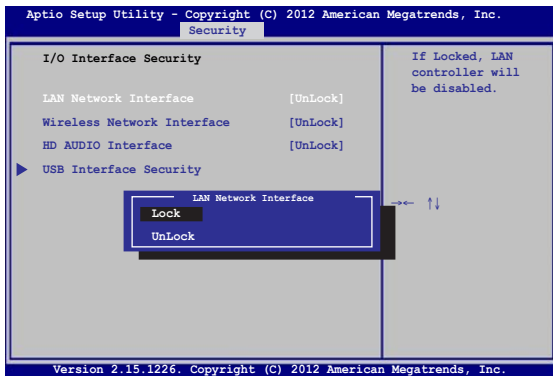 Aptio Setup Utility - Copyright (C) 2012 American Megatrends, Inc.
Security
I/O Interface Security
LAN Network Interface [UnLock]
Wireless Network Interface [UnLock]
HD AUDIO Interface [UnLock]
USB Interface Security
If Locked, LAN
controller will
be disabled.
LAN Network Interface
Lock
UnLock
→← ↑↓
Version 2.15.1226. Copyright (C) 2012 American Megatrends, Inc.